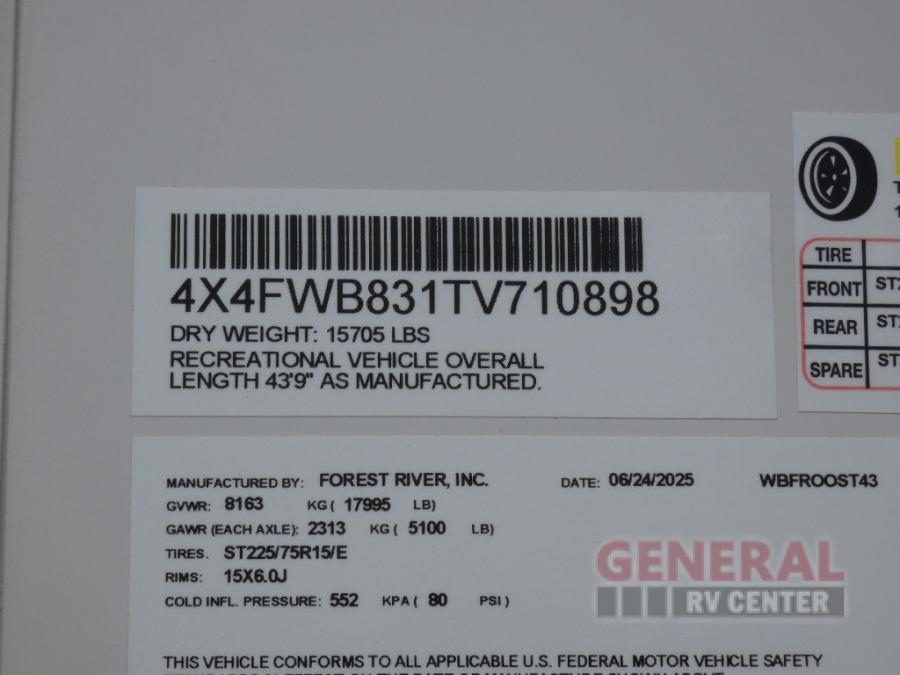 4X4FWB831TV710898
DRY WEIGHT: 15705 LBS
RECREATIONAL VEHICLE OVERALL
LENGTH 43'9" AS MANUFACTURED.
TIRE
FRONT
REAR
SPARE
MANUFACTURED BY: FOREST RIVER, INC. DATE: 06/24/2025 WBFROOST43
GVWR: 8163 KG ( 17995 LB)
GAWR (EACH AXLE): 2313 KG ( 5100 LB)
TIRES. ST225/75R15/E
RIMS: 15X6.0J
COLD INFL. PRESSURE: 552 KPA ( 80 PSI )
GENERAL
RV CENTER
THIS VEHICLE CONFORMS TO ALL APPLICABLE U.S. FEDERAL MOTOR VEHICLE SAFETY